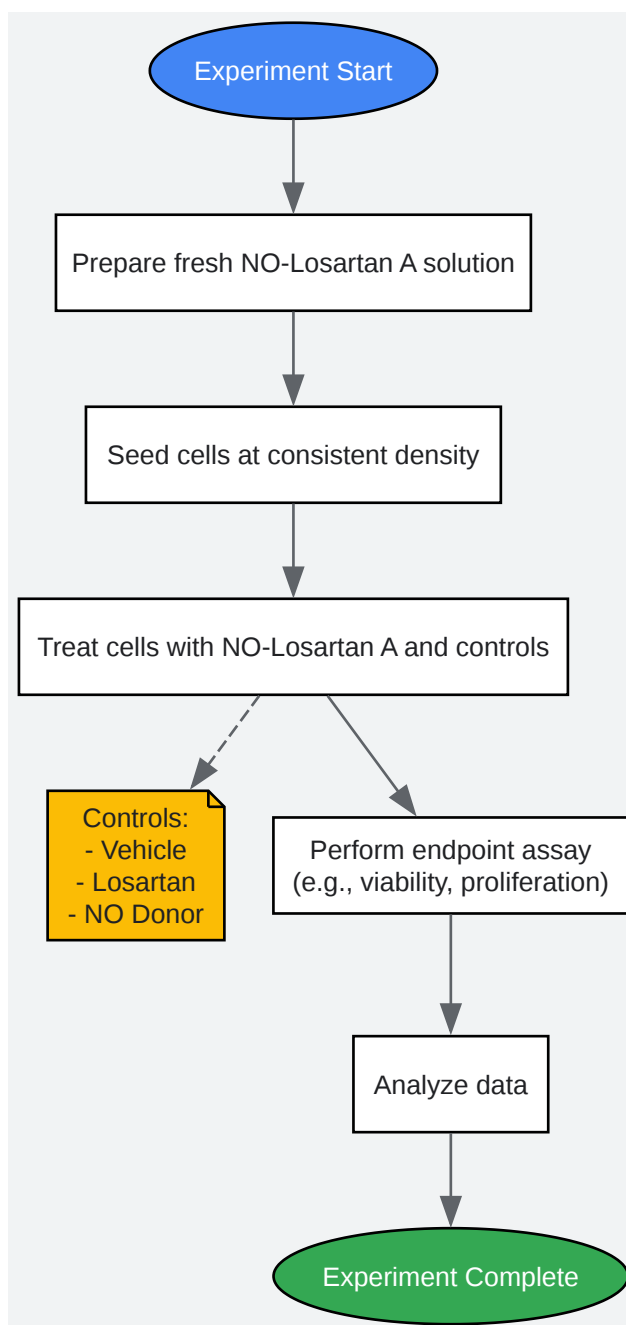 Experiment Start
Prepare fresh NO-Losartan A solution
Seed cells at consistent density
Treat cells with NO-Losartan A and controls
Controls:
- Vehicle
- Losartan
- NO Donor
Perform endpoint assay
(e.g., viability, proliferation)
Analyze data
Experiment Complete